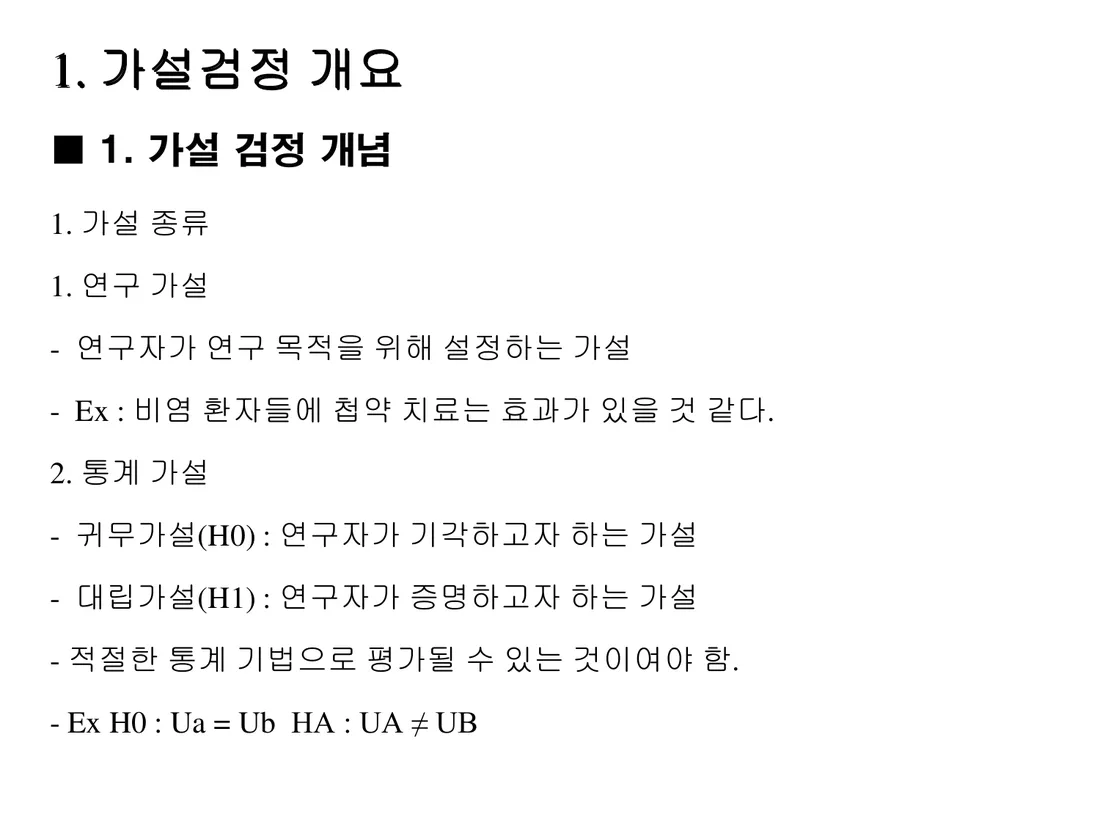 1. 가설검정 개요
■ 1. 가설 검정 개념
1. 가설 종류
1. 연구 가설
- 연구자가 연구 목적을 위해 설정하는 가설
- Ex : 비염 환자들에 첩약 치료는 효과가 있을 것 같다.
2. 통계 가설
- 귀무가설(H0) : 연구자가 기각하고자 하는 가설
- 대립가설(H1) : 연구자가 증명하고자 하는 가설
- 적절한 통계 기법으로 평가될 수 있는 것이여야 함.
- Ex H0 : Ua = Ub HA : UA ≠ UB